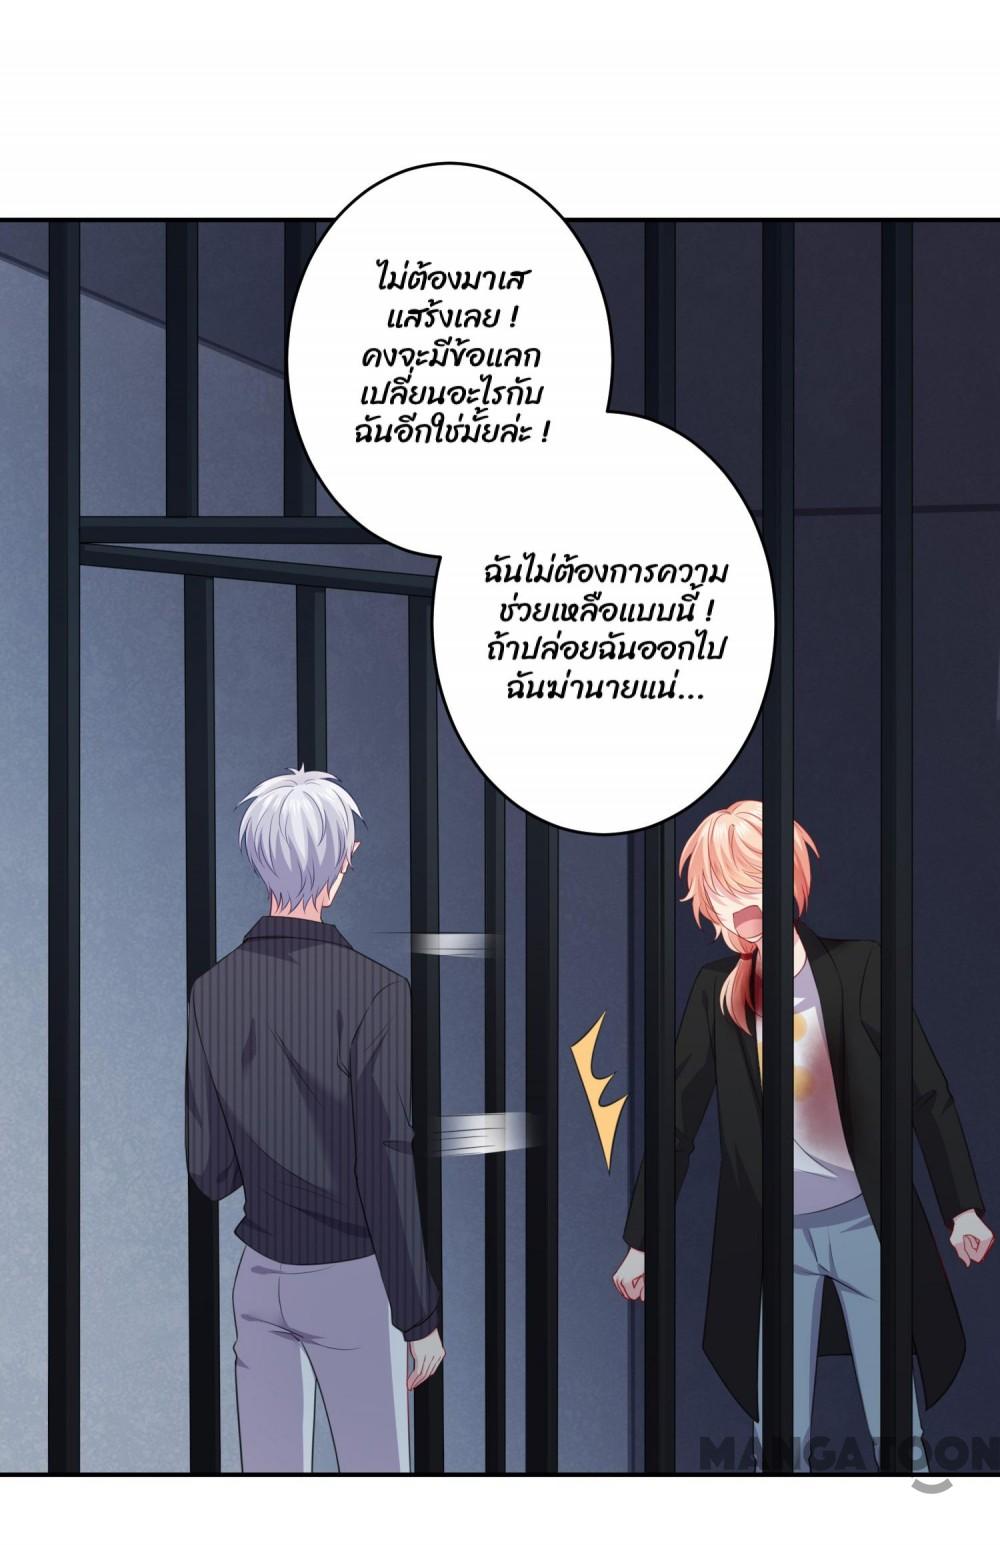 ไม่ต้องมาเส
แสร้งเลย !
คงจะมีข้อแลก
เปลี่ยนอะไรกับ
ฉันอีกใช่มั้ยล่ะ !
ฉันไม่ต้องการความ
ช่วยเหลือแบบนี้ !
ถ้าปล่อยฉันออกไป
ฉันฆ่านายแน่...
MANGATOON